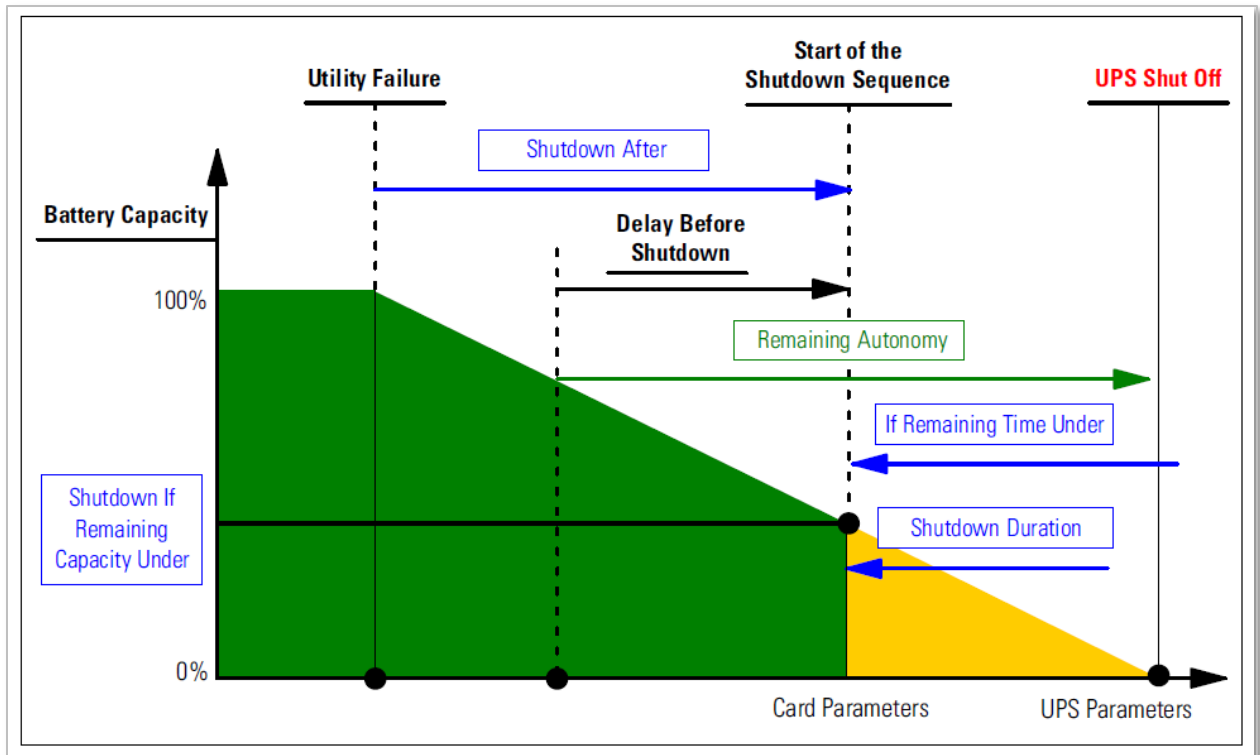 Utility Failure
Start of the
Shutdown Sequence
UPS Shut Off
Shutdown After
Battery Capacity
Delay Before
Shutdown
100%
Remaining Autonomy
If Remaining Time Under
Shutdown If
Remaining
Capacity Under
Shutdown Duration
0%
Card Parameters
UPS Parameters